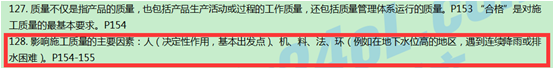 127. 质量不仅是指产品的质量，也包括产品生产活动或过程的工作质量，还包括质量管理体系运行的质量。P153 “合格”是对施工质量的最基本要求。P154
128. 影响施工质量的主要因素：人（决定性作用，基本出发点）、机、料、法、环（例如在地下水位高的地区，遇到连续降雨或排水困难）。P154-155